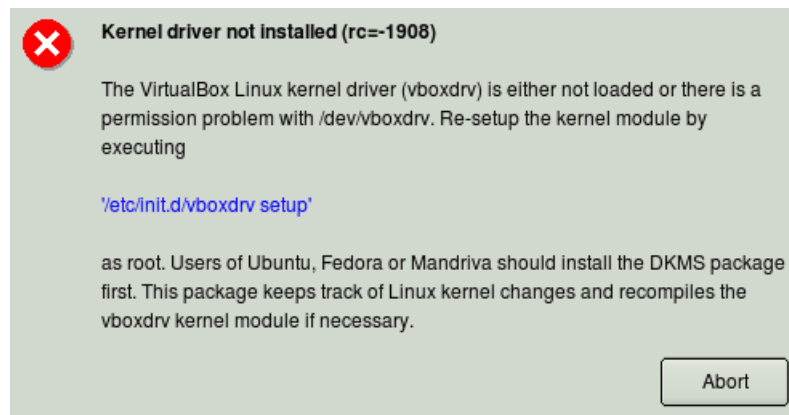 Kernel driver not installed (rc=-1908)
The VirtualBox Linux kernel driver (vboxdrv) is either not loaded or there is a
permission problem with /dev/vboxdrv. Re-setup the kernel module by
executing
'/etc/init.d/vboxdrv setup'
as root. Users of Ubuntu, Fedora or Mandriva should install the DKMS package
first. This package keeps track of Linux kernel changes and recompiles the
vboxdrv kernel module if necessary.
Abort